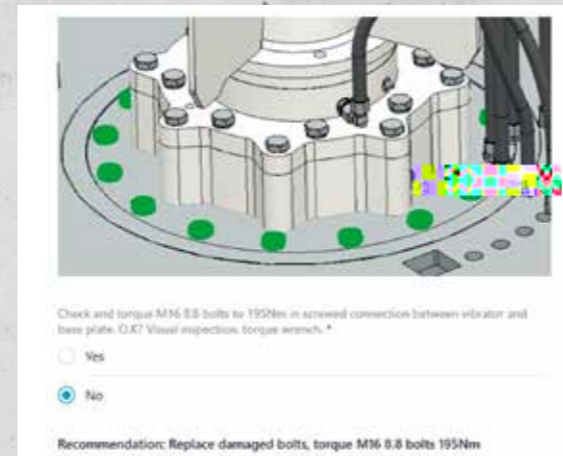 Check and torque M16 8.8 bolts to 195Nm in screwed connection between vibrator and
base plate. O.K? Visual inspection, torque wrench. *
Yes
No
Recommendation: Replace damaged bolts, torque M16 8.8 bolts 195Nm